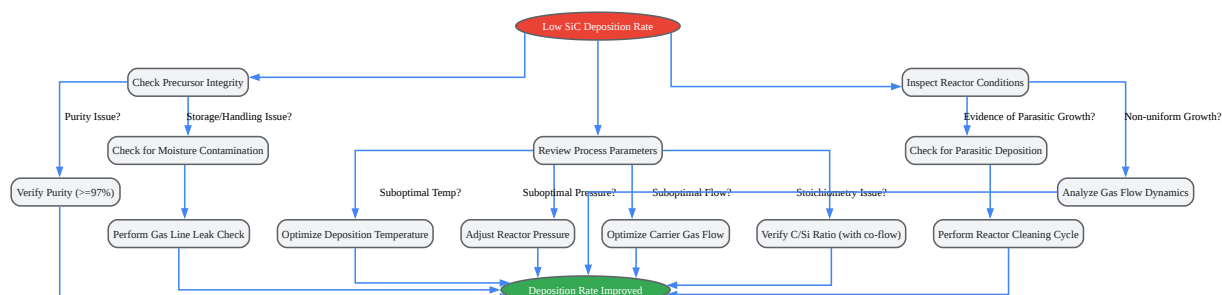 Low SiC Deposition Rate
Check Precursor Integrity
Inspect Reactor Conditions
Purity Issue?
Storage/Handling Issue?
Evidence of Parasitic Growth?
Non-uniform Growth?
Check for Moisture Contamination
Review Process Parameters
Check for Parasitic Deposition
Verify Purity (>=97%)
Suboptimal Temp?
Suboptimal Pressure?
Suboptimal Flow?
Stoichiometry Issue?
Analyze Gas Flow Dynamics
Perform Gas Line Leak Check
Optimize Deposition Temperature
Adjust Reactor Pressure
Optimize Carrier Gas Flow
Verify C/Si Ratio (with co-flow)
Perform Reactor Cleaning Cycle
Deposition Rate Improved